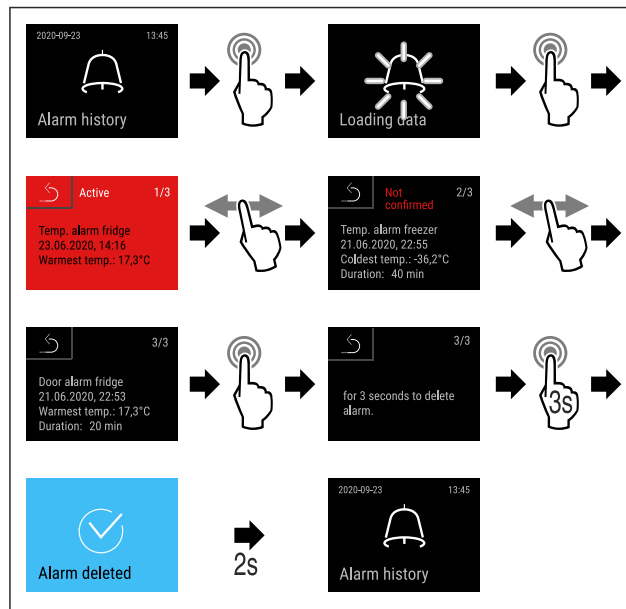 2020-09-23 13:45
Alarm history
Loading data
Active 1/3
Temp. alarm fridge
23.06.2020, 14:16
Warmest temp.: 17,3°C
Not
confirmed
2/3
Temp. alarm freezer
21.06.2020, 22:55
Coldest temp.: -36,2°C
Duration: 40 min
3/3
Door alarm fridge
21.06.2020, 22:53
Warmest temp.: 17,3°C
Duration: 20 min
3/3
for 3 seconds to delete
alarm.
3s
Alarm deleted
2s
2020-09-23 13:45
Alarm history